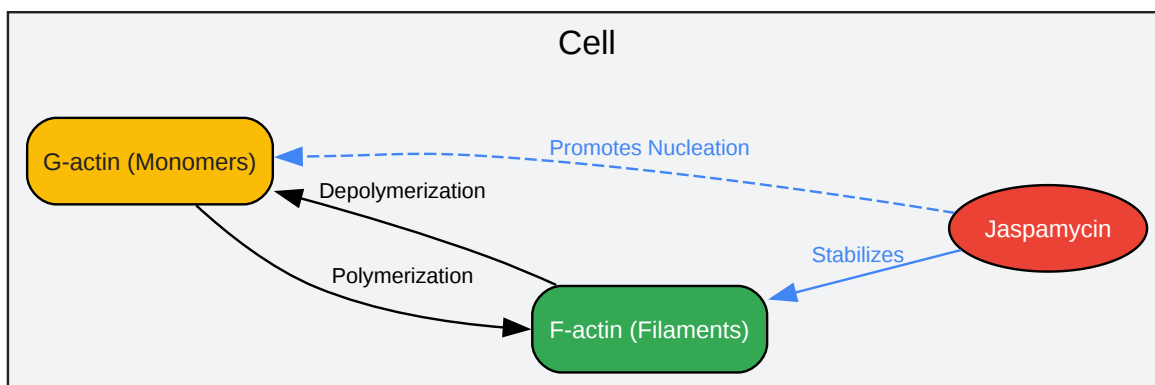 Cell
Promotes Nucleation
G-actin (Monomers)
Depolymerization
Jaspamycin
Stabilizes
Polymerization
F-actin (Filaments)